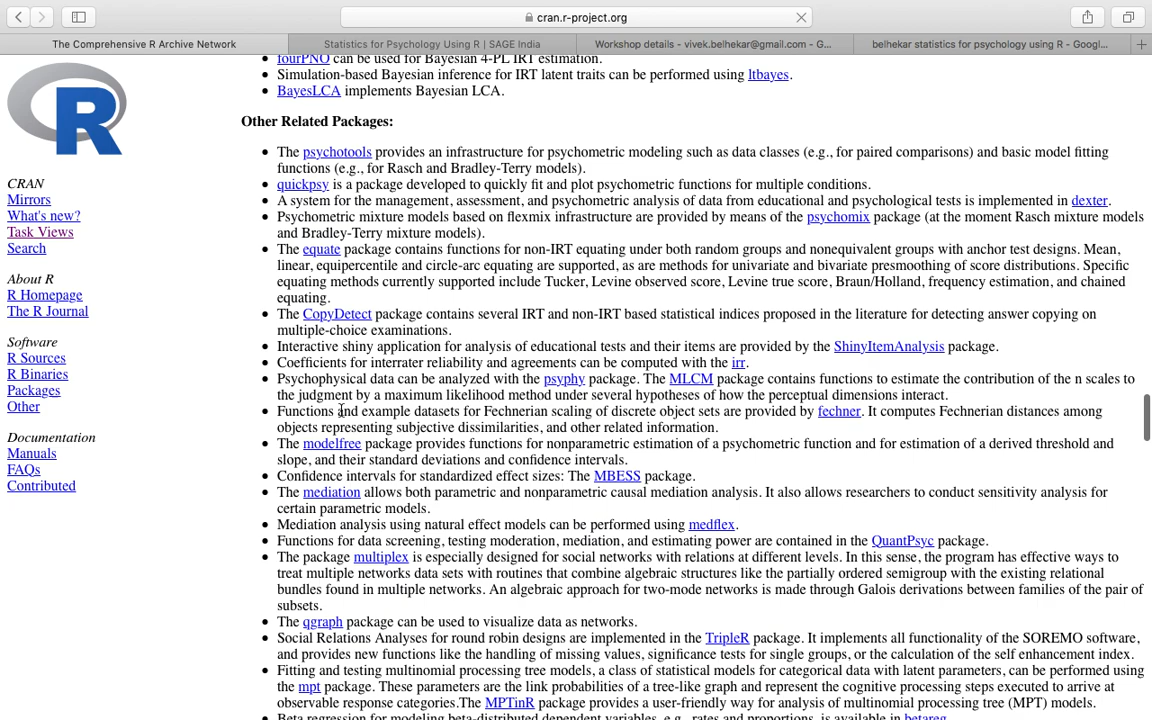 cran.r-project.org
The Comprehensive R Archive Network
Statistics for Psychology Using R | SAGE India
Workshop details - vivek.belhekar@gmail.com - G...
belhekar statistics for psychology using R - Googl...
R
CRAN
Mirrors
What's new?
Task Views
Search
About R
R Homepage
The R Journal
Software
R Sources
R Binaries
Packages
Other
Documentation
Manuals
FAQs
Contributed
fourPNO can be used for Bayesian 4-PL IRT estimation.
Simulation-based Bayesian inference for IRT latent traits can be performed using ltbayes.
BayesLCA implements Bayesian LCA.
Other Related Packages:
The psychotools provides an infrastructure for psychometric modeling such as data classes (e.g., for paired comparisons) and basic model fitting
functions (e.g., for Rasch and Bradley-Terry models).
quickpsy is a package developed to quickly fit and plot psychometric functions for multiple conditions.
A system for the management, assessment, and psychometric analysis of data from educational and psychological tests is implemented in dexter.
Psychometric mixture models based on flexmix infrastructure are provided by means of the psychomix package (at the moment Rasch mixture models
and Bradley-Terry mixture models).
The equate package contains functions for non-IRT equating under both random groups and nonequivalent groups with anchor test designs. Mean,
linear, equipercentile and circle-arc equating are supported, as are methods for univariate and bivariate presmoothing of score distributions. Specific
equating methods currently supported include Tucker, Levine observed score, Levine true score, Braun/Holland, frequency estimation, and chained
equating.
The CopyDetect package contains several IRT and non-IRT based statistical indices proposed in the literature for detecting answer copying on
multiple-choice examinations.
Interactive shiny application for analysis of educational tests and their items are provided by the ShinyItemAnalysis package.
Coefficients for interrater reliability and agreements can be computed with the irr.
Psychophysical data can be analyzed with the psyphy package. The MLCM package contains functions to estimate the contribution of the n scales to
the judgment by a maximum likelihood method under several hypotheses of how the perceptual dimensions interact.
Functions and example datasets for Fechnerian scaling of discrete object sets are provided by fechner. It computes Fechnerian distances among
objects representing subjective dissimilarities, and other related information.
The modelfree package provides functions for nonparametric estimation of a psychometric function and for estimation of a derived threshold and
slope, and their standard deviations and confidence intervals.
Confidence intervals for standardized effect sizes: The MBESS package.
The mediation allows both parametric and nonparametric causal mediation analysis. It also allows researchers to conduct sensitivity analysis for
certain parametric models.
Mediation analysis using natural effect models can be performed using medflex.
Functions for data screening, testing moderation, mediation, and estimating power are contained in the QuantPsyc package.
The package multiplex is especially designed for social networks with relations at different levels. In this sense, the program has effective ways to
treat multiple networks data sets with routines that combine algebraic structures like the partially ordered semigroup with the existing relational
bundles found in multiple networks. An algebraic approach for two-mode networks is made through Galois derivations between families of the pair of
subsets.
The qgraph package can be used to visualize data as networks.
Social Relations Analyses for round robin designs are implemented in the TripleR package. It implements all functionality of the SOREMO software,
and provides new functions like the handling of missing values, significance tests for single groups, or the calculation of the self enhancement index.
Fitting and testing multinomial processing tree models, a class of statistical models for categorical data with latent parameters, can be performed using
the mpt package. These parameters are the link probabilities of a tree-like graph and represent the cognitive processing steps executed to arrive at
observable response categories.The MPTinR package provides a user-friendly way for analysis of multinomial processing tree (MPT) models.
Beta regression for modeling beta-distributed dependent variables, e.g., rates and proportions, is available in betareg.